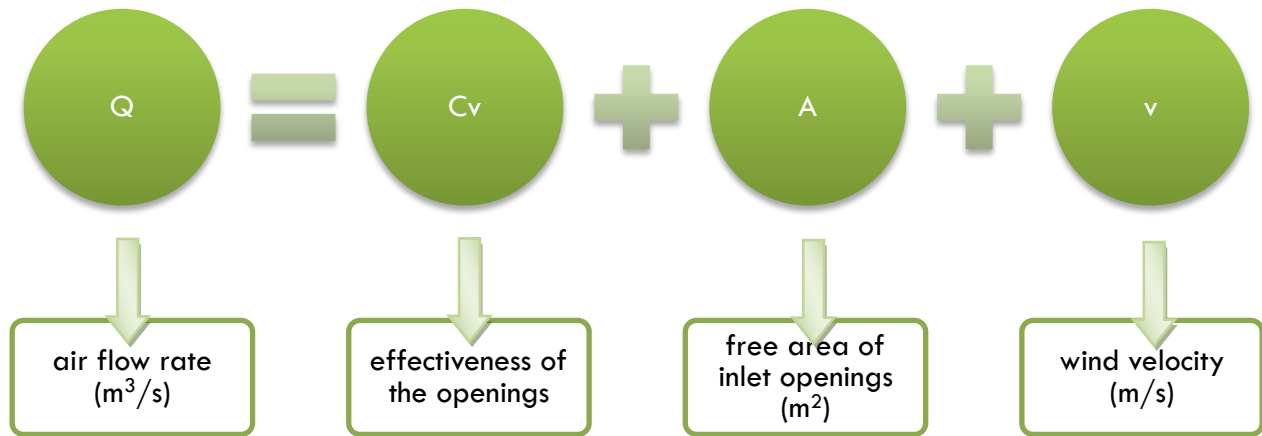 Q = Cv + A + v
air flow rate
(m³/s)
effectiveness of
the openings
free area of
inlet openings
(m²)
wind velocity
(m/s)